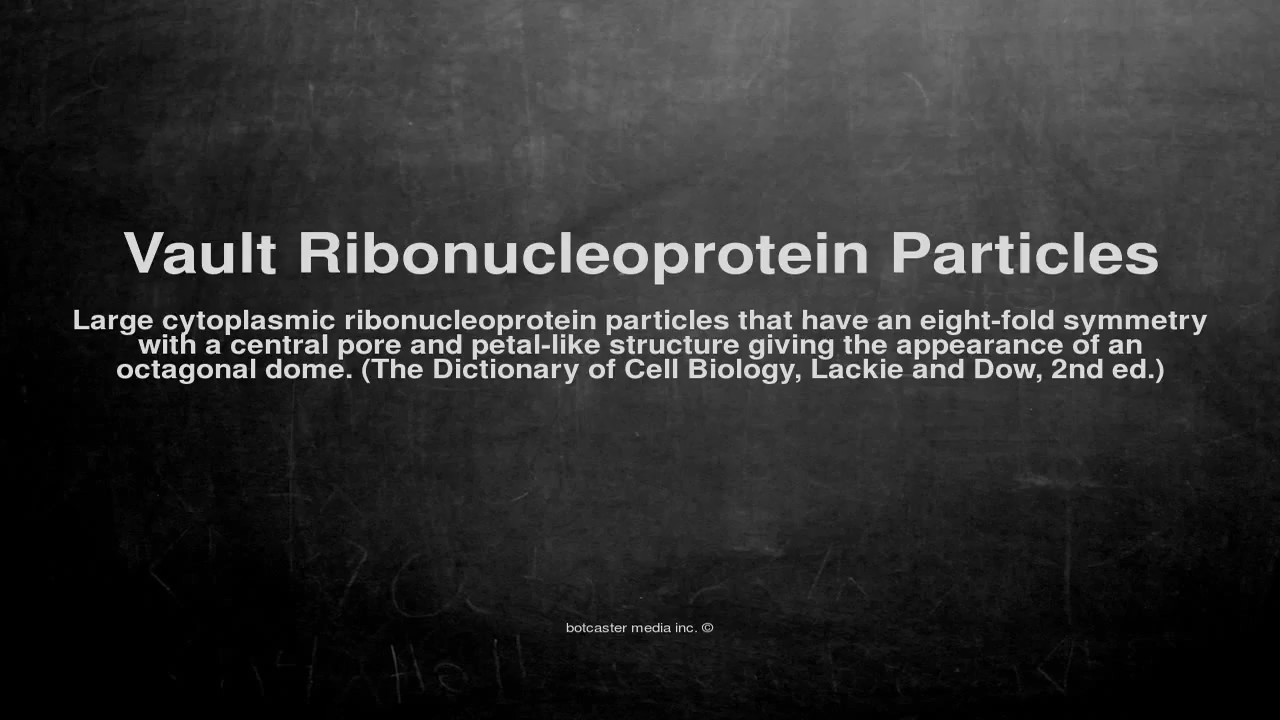 Vault Ribonucleoprotein Particles
Large cytoplasmic ribonucleoprotein particles that have an eight-fold symmetry
with a central pore and petal-like structure giving the appearance of an
octagonal dome. (The Dictionary of Cell Biology, Lackie and Dow, 2nd ed.)
botcaster media inc. ©